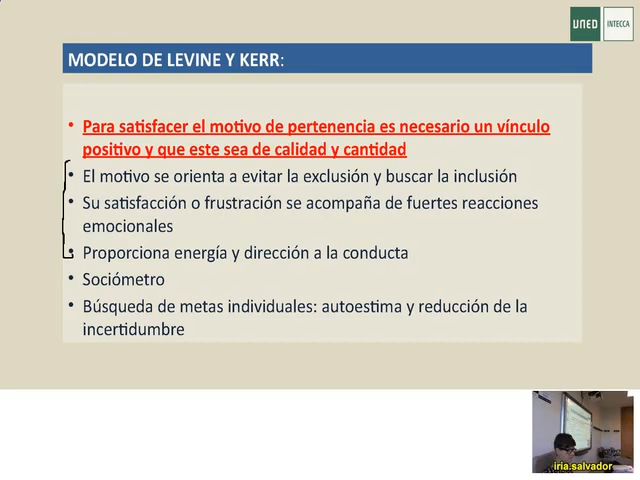 UNED
INTECCA
MODELO DE LEVINE Y KERR:
• Para satisfacer el motivo de pertenencia es necesario un vínculo
positivo y que este sea de calidad y cantidad
• El motivo se orienta a evitar la exclusión y buscar la inclusión
• Su satisfacción o frustración se acompaña de fuertes reacciones
emocionales
• Proporciona energía y dirección a la conducta
• Sociómetro
• Búsqueda de metas individuales: autoestima y reducción de la
incertidumbre
iria.salvador